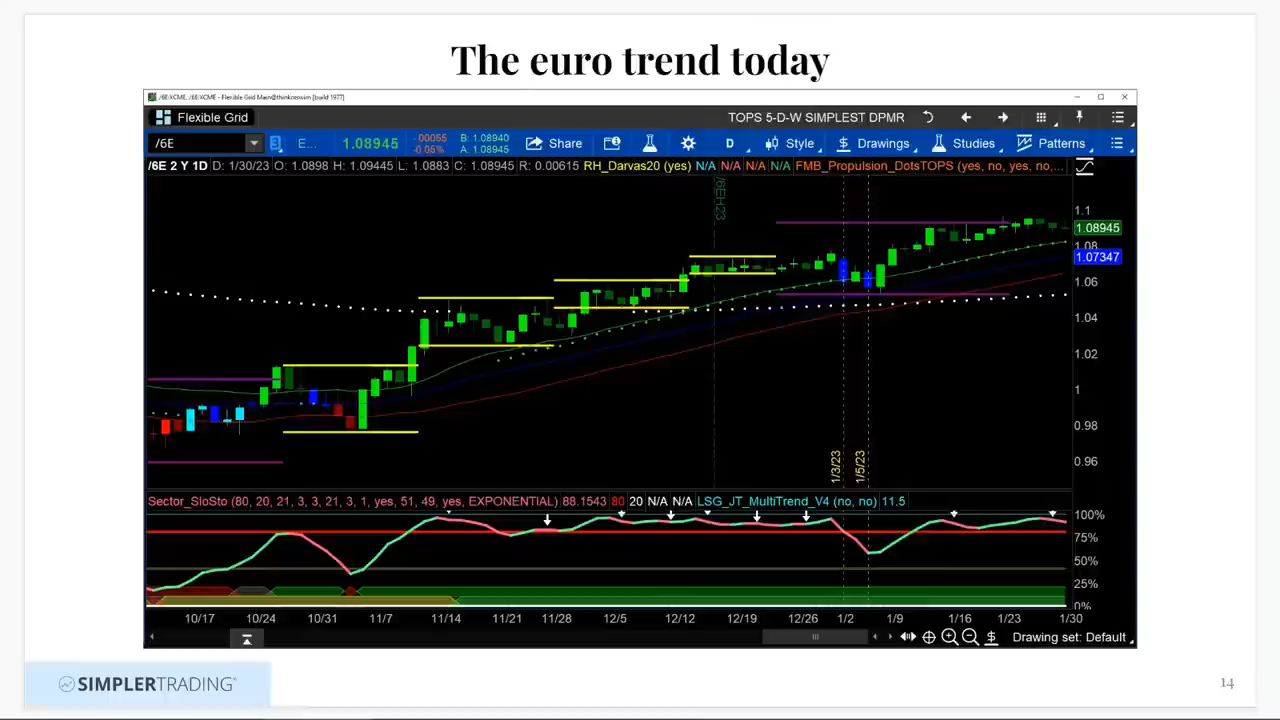 The euro trend today
/6E:XCME, /6E:XCME - Flexible Grid Main@thinkorswim [build 1977]
Flexible Grid
TOPS 5-D-W SIMPLEST DPMR
/6E
3
E...
1.08945
-.00055
-0.05%
B: 1.08940
A: 1.08945
Share
D
Style
Drawings
Studies
Patterns
/6E 2 Y 1D D: 1/30/23 O: 1.0898 H: 1.09445 L: 1.0883 C: 1.08945 R: 0.00615 RH_Darvas20 (yes) N/A N/A N/A N/A FMB_Propulsion_DotsTOPS (yes, no, yes, no,...
/6EH23
1.1
1.08945
1.08
1.07347
1.06
1.04
1.02
1
0.98
0.96
1/3/23
1/5/23
Sector_SloSto (80, 20, 21, 3, 3, 21, 3, 1, yes, 51, 49, yes, EXPONENTIAL) 88.1543 80 20 N/A N/A LSG_JT_MultiTrend_V4 (no, no) 11.5
100%
75%
50%
25%
0%
10/17 10/24 10/31 11/7 11/14 11/21 11/28 12/5 12/12 12/19 12/26 1/2 1/9 1/16 1/23 1/30
Drawing set: Default
SIMPLERTRADING®
14